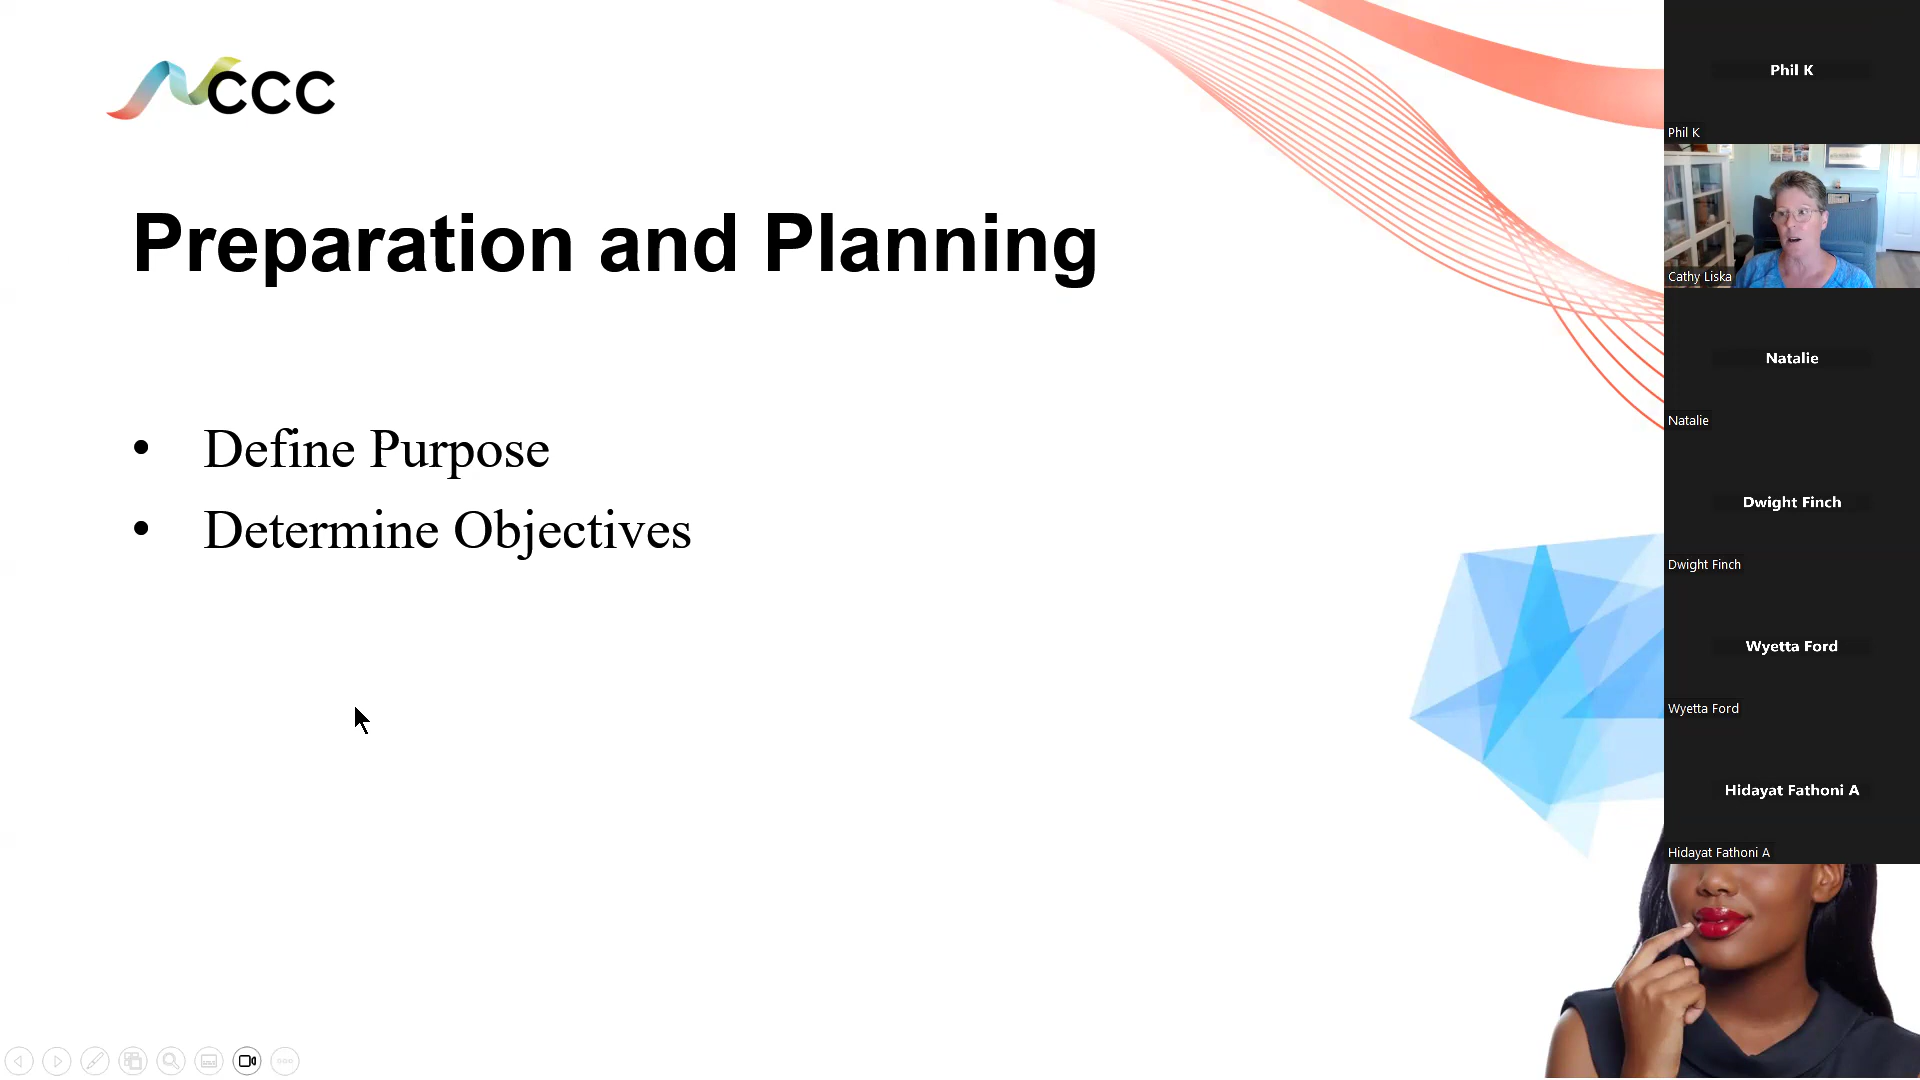 NCCC
Preparation and Planning
• Define Purpose
• Determine Objectives
Phil K
Phil K
Cathy Liska
Natalie
Natalie
Dwight Finch
Dwight Finch
Wyetta Ford
Wyetta Ford
Hidayat Fathoni A
Hidayat Fathoni A